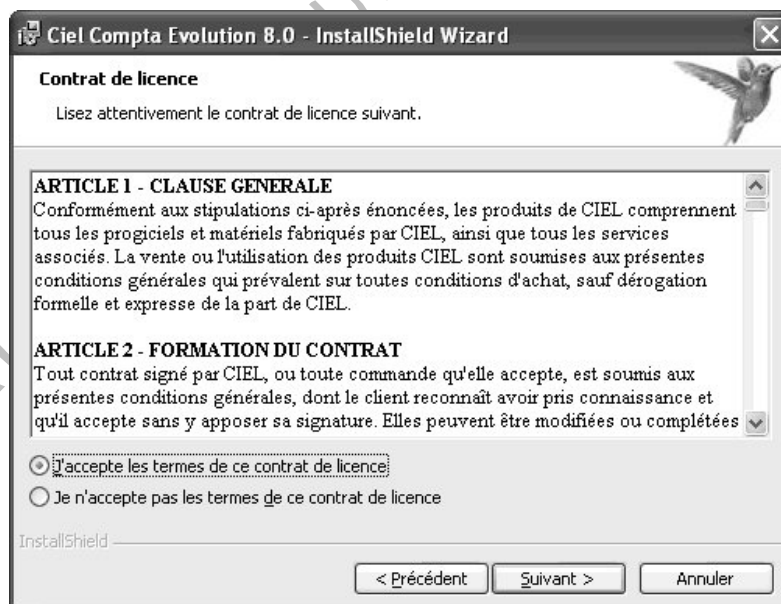 Ciel Compta Evolution 8.0 - InstallShield Wizard
Contrat de licence
Lisez attentivement le contrat de licence suivant.
ARTICLE 1 - CLAUSE GENERALE
Conformément aux stipulations ci-après énoncées, les produits de CIEL comprennent
tous les progiciels et matériels fabriqués par CIEL, ainsi que tous les services
associés. La vente ou l'utilisation des produits CIEL sont soumises aux présentes
conditions générales qui prévalent sur toutes conditions d'achat, sauf dérogation
formelle et expresse de la part de CIEL.
ARTICLE 2 - FORMATION DU CONTRAT
Tout contrat signé par CIEL, ou toute commande qu'elle accepte, est soumis aux
présentes conditions générales, dont le client reconnaît avoir pris connaissance et
qu'il accepte sans y apposer sa signature. Elles peuvent être modifiées ou complétées
J'accepte les termes de ce contrat de licence
Je n'accepte pas les termes de ce contrat de licence
InstallShield
< Précédent
Suivant >
Annuler